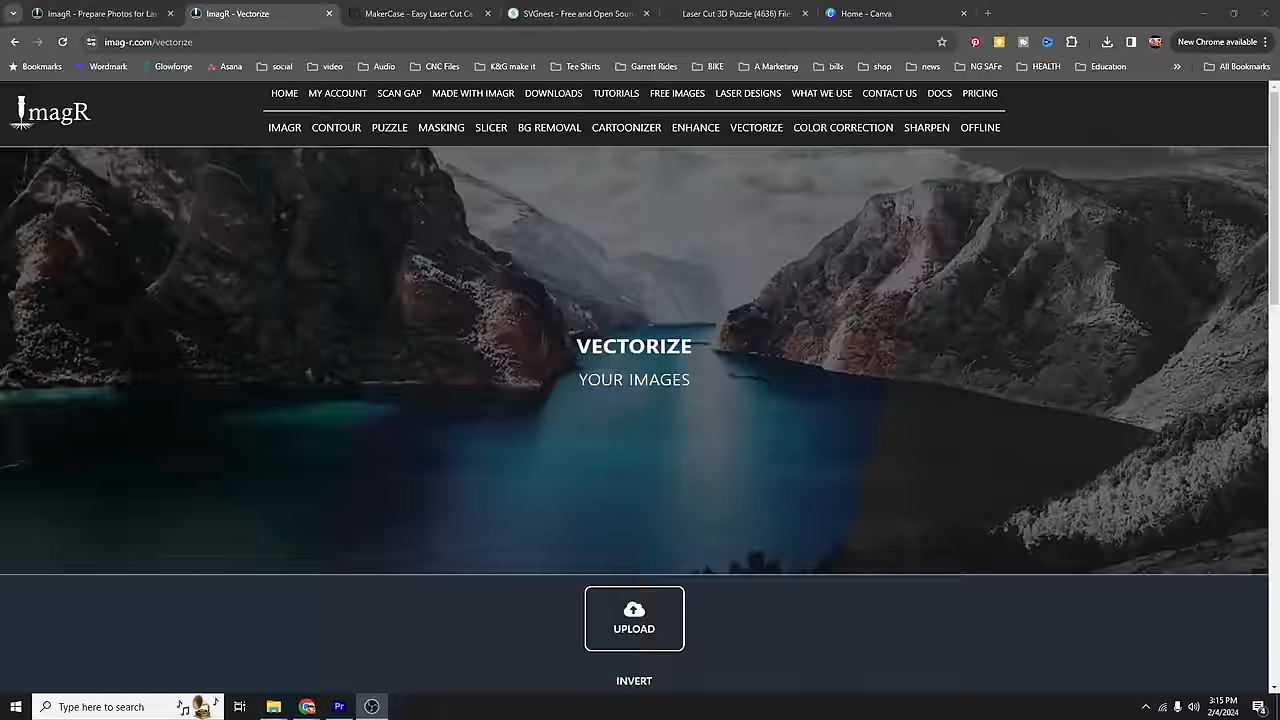 ImagR - Prepare Photos for Las
ImagR - Vectorize
MakerCase - Easy Laser Cut Ca
SVGnest - Free and Open Sour
Laser Cut 3D Puzzle (4636) File
Home - Canva
imag-r.com/vectorize
New Chrome available
Bookmarks
Wordmark
Glowforge
Asana
social
video
Audio
CNC Files
K&G make it
Tee Shirts
Garrett Rides
BIKE
A Marketing
bills
shop
news
NG SAFe
HEALTH
Education
All Bookmarks
ImagR
HOME MY ACCOUNT SCAN GAP MADE WITH IMAGR DOWNLOADS TUTORIALS FREE IMAGES LASER DESIGNS WHAT WE USE CONTACT US DOCS PRICING
IMAGR CONTOUR PUZZLE MASKING SLICER BG REMOVAL CARTOONIZER ENHANCE VECTORIZE COLOR CORRECTION SHARPEN OFFLINE
VECTORIZE
YOUR IMAGES
UPLOAD
INVERT
Type here to search
Pr
3:15 PM
2/4/2024